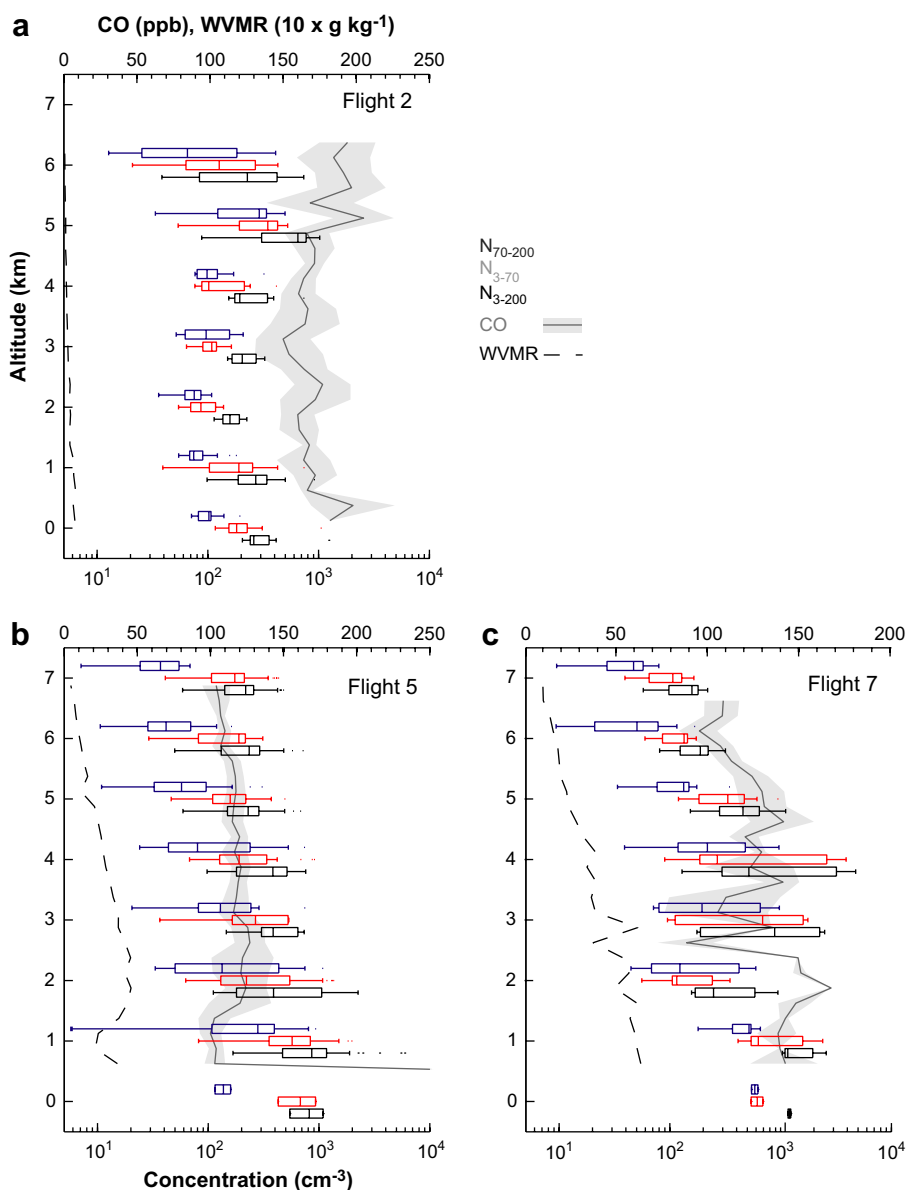 a
CO (ppb), WVMR (10 x g kg-1)
0 50 100 150 200 250
Flight 2
7
6
5
4
3
2
1
0
Altitude (km)
10¹ 10² 10³ 10⁴
N70-200
N3-70
N3-200
CO
WVMR
b
0 50 100 150 200 250
Flight 5
7
6
5
4
3
2
1
0
10¹ 10² 10³ 10⁴
Concentration (cm-3)
c
0 50 100 150 200
Flight 7
7
6
5
4
3
2
1
0
10¹ 10² 10³ 10⁴